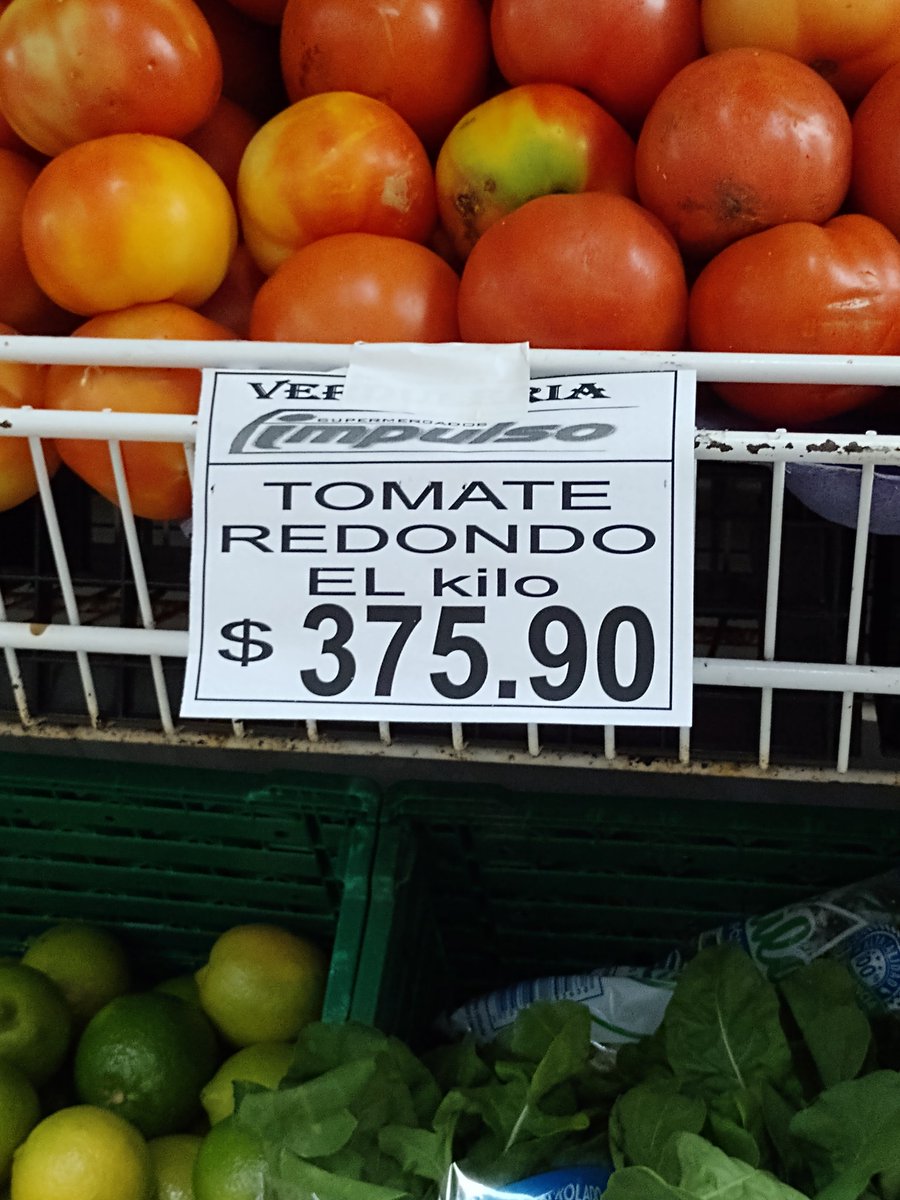 SUPERMERCADOS
impulso
TOMATE
REDONDO
EL kilo
$ 375.90